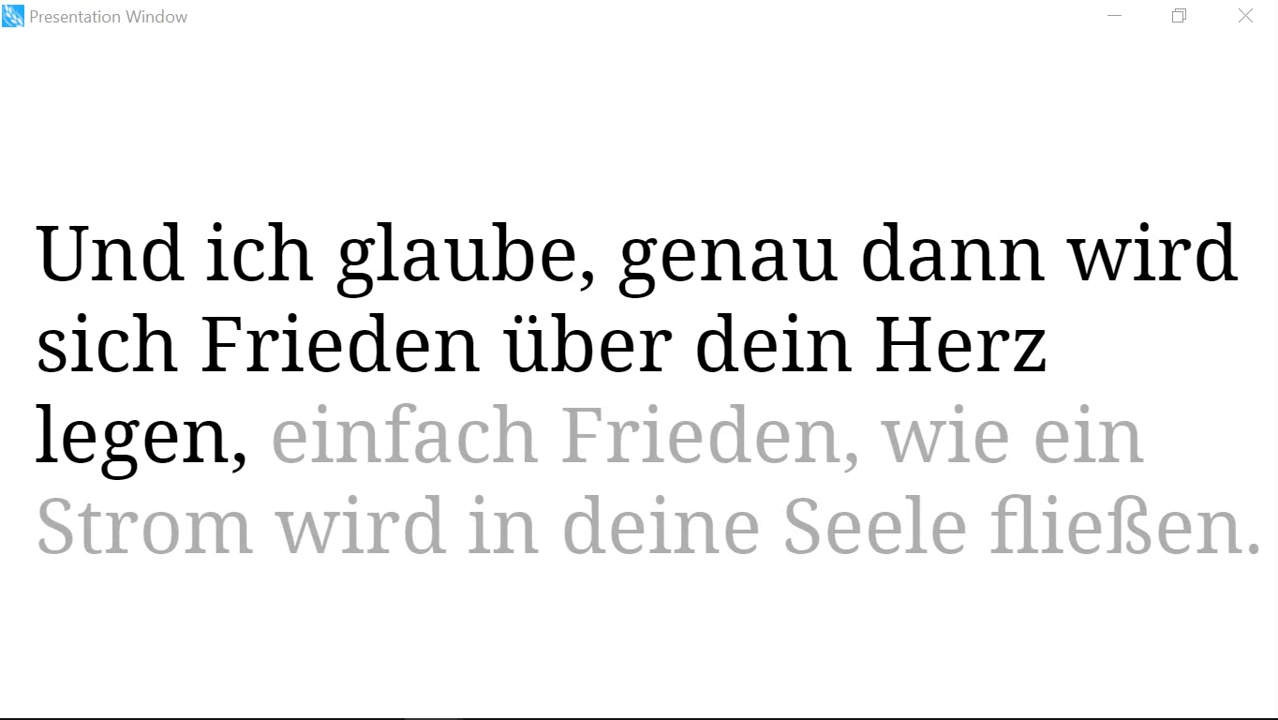 Presentation Window
Und ich glaube, genau dann wird
sich Frieden über dein Herz
legen, einfach Frieden, wie ein
Strom wird in deine Seele fließen.